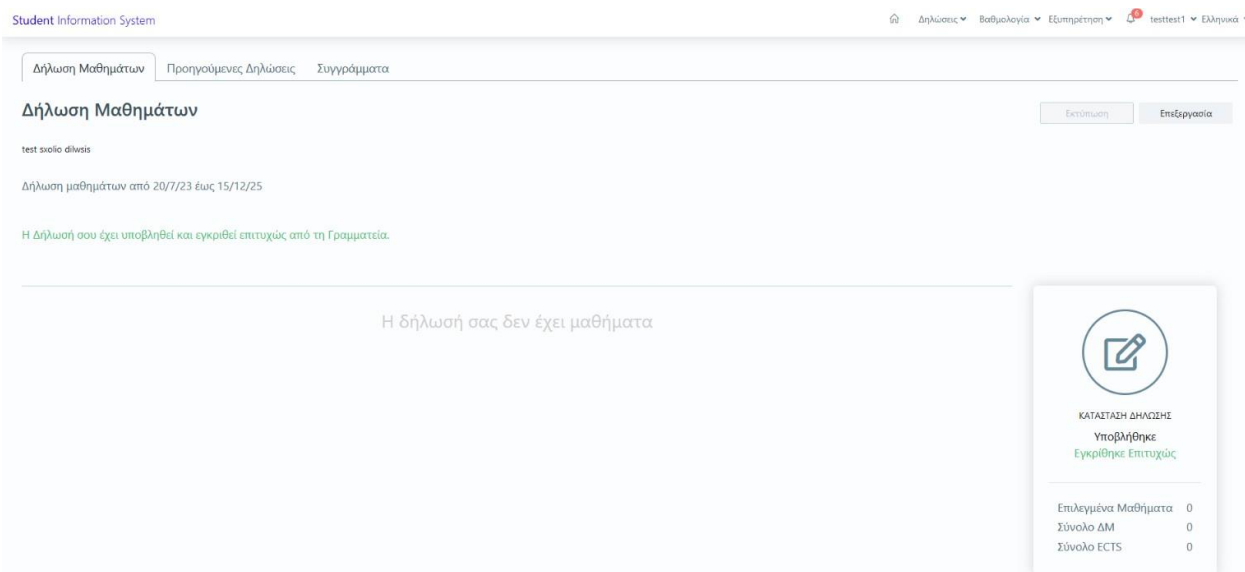 Student Information System
Δηλώσεις Βαθμολογία Εξυπηρέτηση 6 testtest1 Ελληνικά
Δήλωση Μαθημάτων Προηγούμενες Δηλώσεις Συγγράμματα
Δήλωση Μαθημάτων
Εκτύπωση Επεξεργασία
test sxolio dilwsis
Δήλωση μαθημάτων από 20/7/23 έως 15/12/25
Η Δήλωσή σου έχει υποβληθεί και εγκριθεί επιτυχώς από τη Γραμματεία.
Η δήλωσή σας δεν έχει μαθήματα
ΚΑΤΑΣΤΑΣΗ ΔΗΛΩΣΗΣ
Υποβλήθηκε
Εγκρίθηκε Επιτυχώς
Επιλεγμένα Μαθήματα 0
Σύνολο ΔΜ 0
Σύνολο ECTS 0